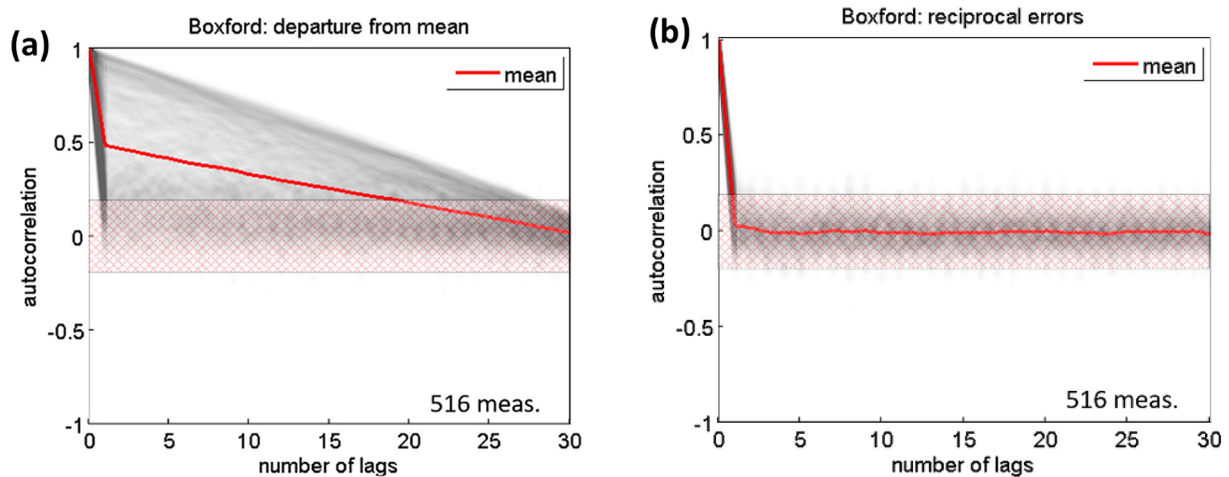 (a)
Boxford: departure from mean
1
0.5
0
-0.5
-1
autocorrelation
mean
516 meas.
0 5 10 15 20 25 30
number of lags
(b)
Boxford: reciprocal errors
1
0.5
0
-0.5
-1
autocorrelation
mean
516 meas.
0 5 10 15 20 25 30
number of lags